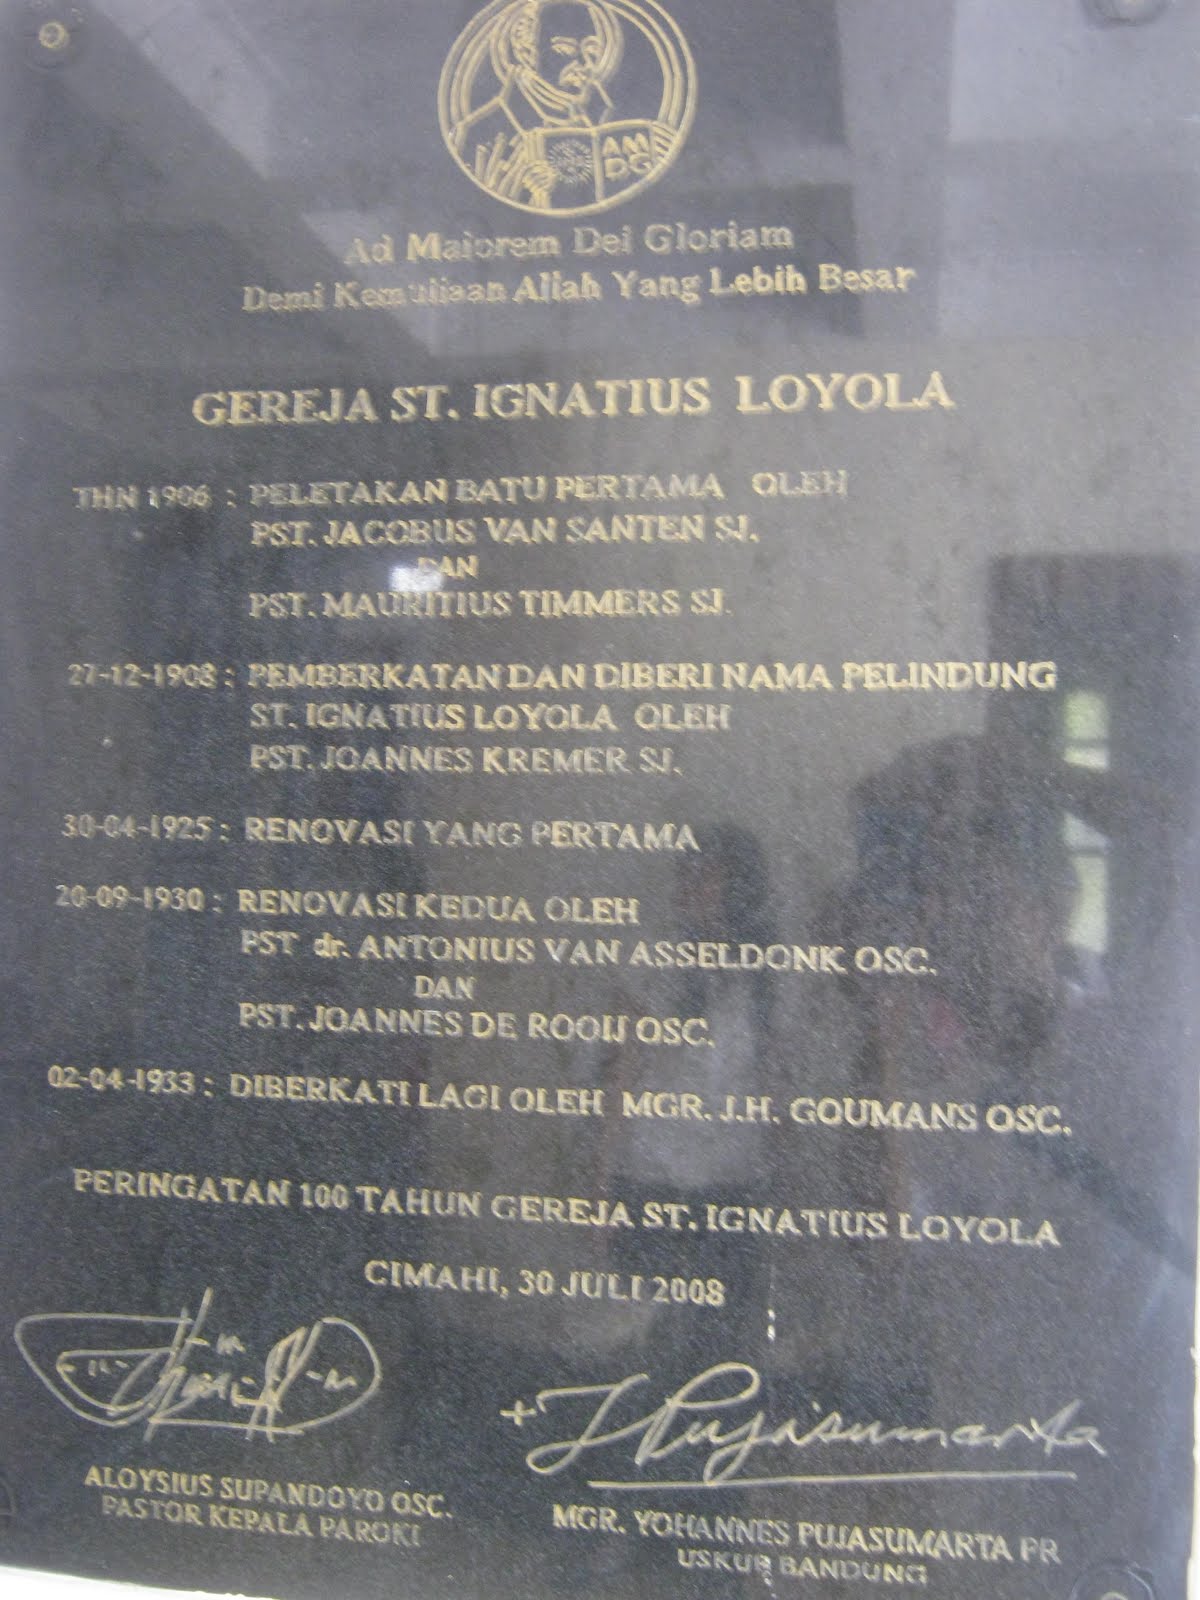 AM
DG
Ad Maiorem Dei Gloriam
Demi Kemuliaan Allah Yang Lebih Besar
GEREJA ST. IGNATIUS LOYOLA
THN 1906 : PELETAKAN BATU PERTAMA OLEH
PST. JACOBUS VAN SANTEN SJ.
DAN
PST. MAURITIUS TIMMERS SJ.
27-12-1908 : PEMBERKATAN DAN DIBERI NAMA PELINDUNG
ST. IGNATIUS LOYOLA OLEH
PST. JOANNES KREMER SJ.
30-04-1925 : RENOVASI YANG PERTAMA
20-09-1930 : RENOVASI KEDUA OLEH
PST dr. ANTONIUS VAN ASSELDONK OSC.
DAN
PST. JOANNES DE ROOIJ OSC.
02-04-1933 : DIBERKATI LAGI OLEH MGR. J.H. GOUMANS OSC.
PERINGATAN 100 TAHUN GEREJA ST. IGNATIUS LOYOLA
CIMAHI, 30 JULI 2008
Pujasumarta
ALOYSIUS SUPANDOYO OSC.
PASTOR KEPALA PAROKI
MGR. YOHANNES PUJASUMARTA PR
USKUP BANDUNG